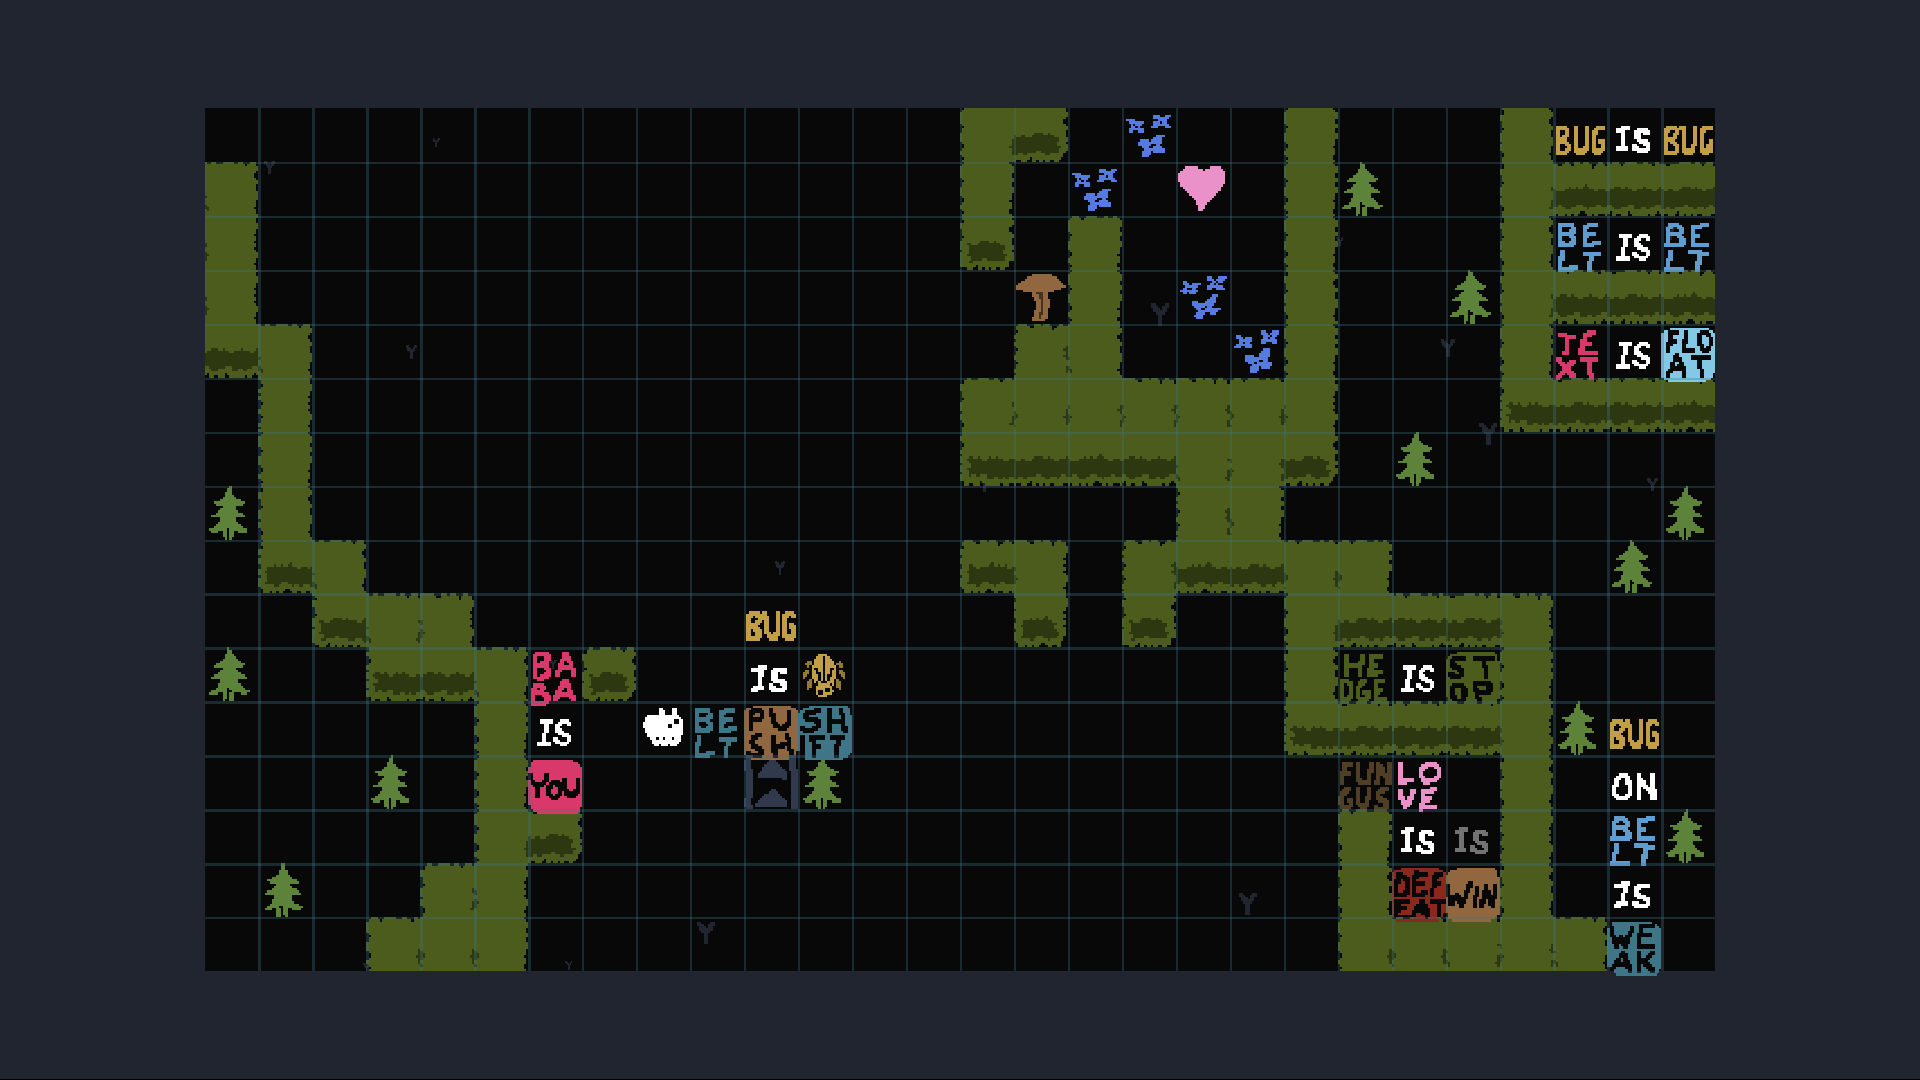 BUG IS BUG
BELT IS BELT
TEXT IS FLOAT
BUG
BABA
IS
HEDGE IS STOP
IS
BELT PUSH SHIFT
BUG
YOU
FUNGUS LOVE
ON
IS IS
BELT
DEFEAT WIN
IS
WEAK